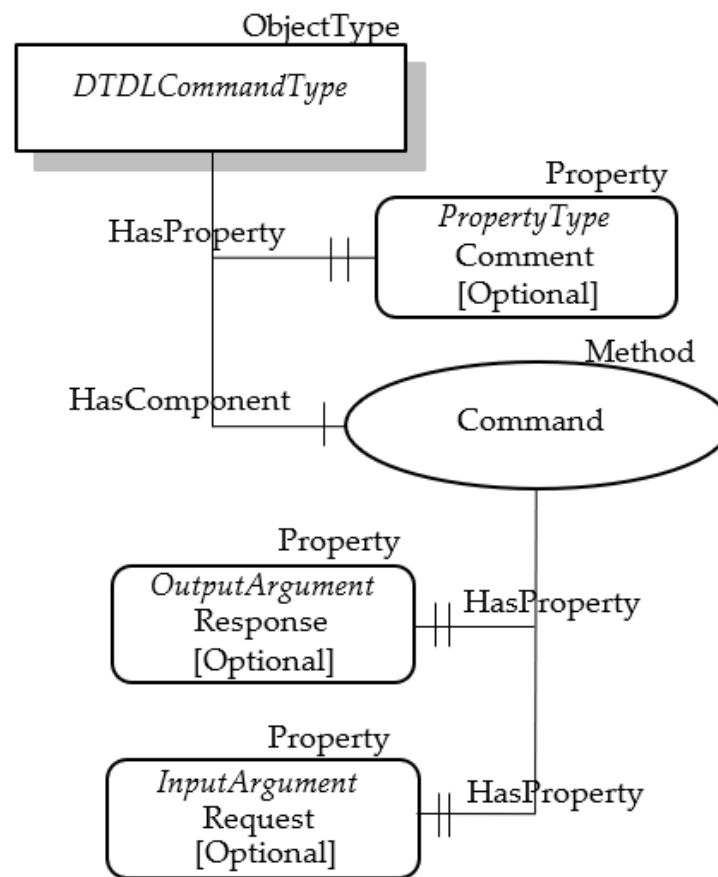 ObjectType
DTDLCommandType
Property
HasProperty
PropertyType
Comment
[Optional]
Method
HasComponent
Command
Property
OutputArgument
HasProperty
Response
[Optional]
Property
InputArgument
HasProperty
Request
[Optional]